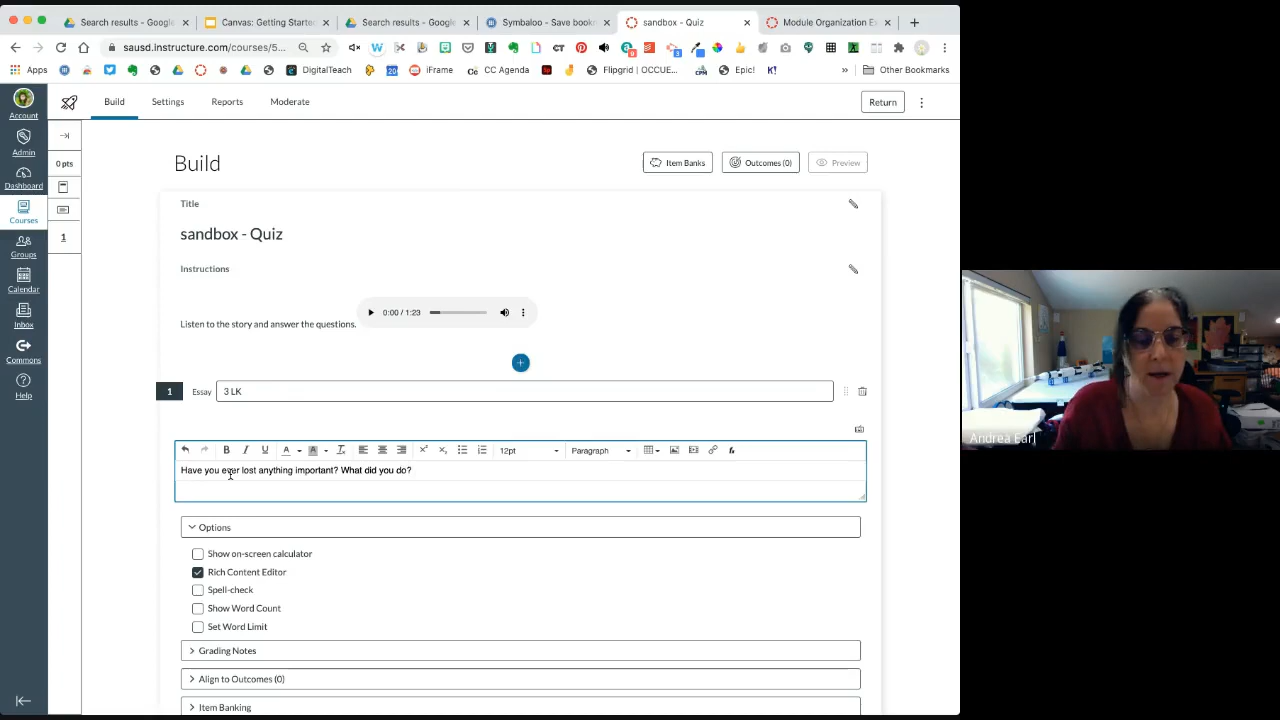 Search results - Google
Canvas: Getting Started
Search results - Google
Symbaloo - Save bookm
sandbox - Quiz
Module Organization Ex
sausd.instructure.com/courses/5...
Apps
DigitalTeach
iFrame
CC Agenda
Flipgrid | OCCUE...
Epic!
Other Bookmarks
Account
Admin
Dashboard
Courses
Groups
Calendar
Inbox
Commons
Help
0 pts
1
Build
Settings
Reports
Moderate
Return
Build
Item Banks
Outcomes (0)
Preview
Title
sandbox - Quiz
Instructions
Listen to the story and answer the questions.
0:00 / 1:23
1
Essay
3 LK
12pt
Paragraph
Have you ever lost anything important? What did you do?
Options
Show on-screen calculator
Rich Content Editor
Spell-check
Show Word Count
Set Word Limit
Grading Notes
Align to Outcomes (0)
Item Banking
Andrea Earl